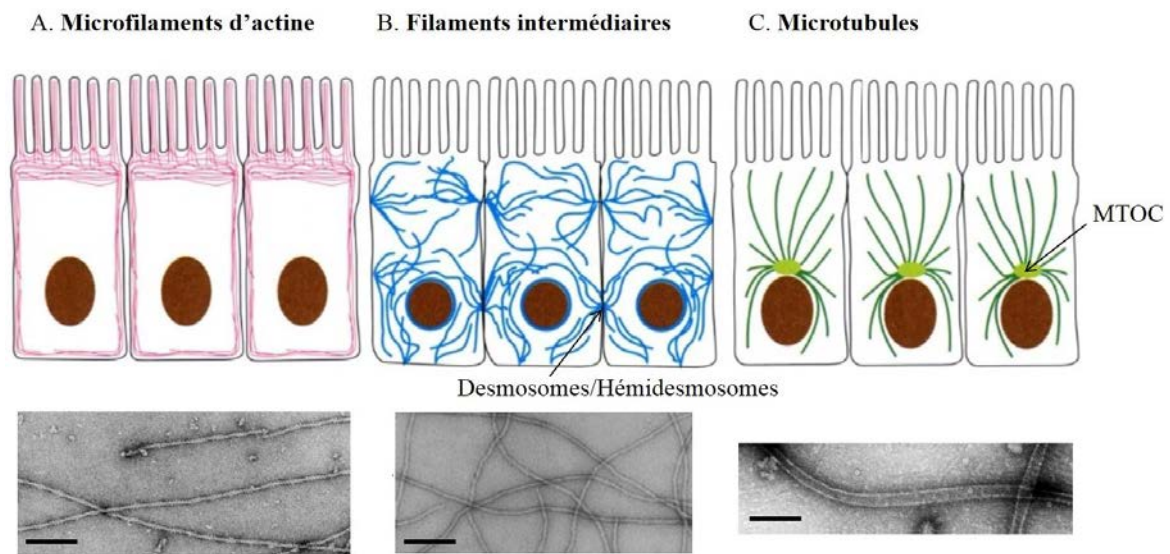 A. Microfilaments d’actine
B. Filaments intermédiaires
C. Microtubules
MTOC
Desmosomes/Hémidesmosomes